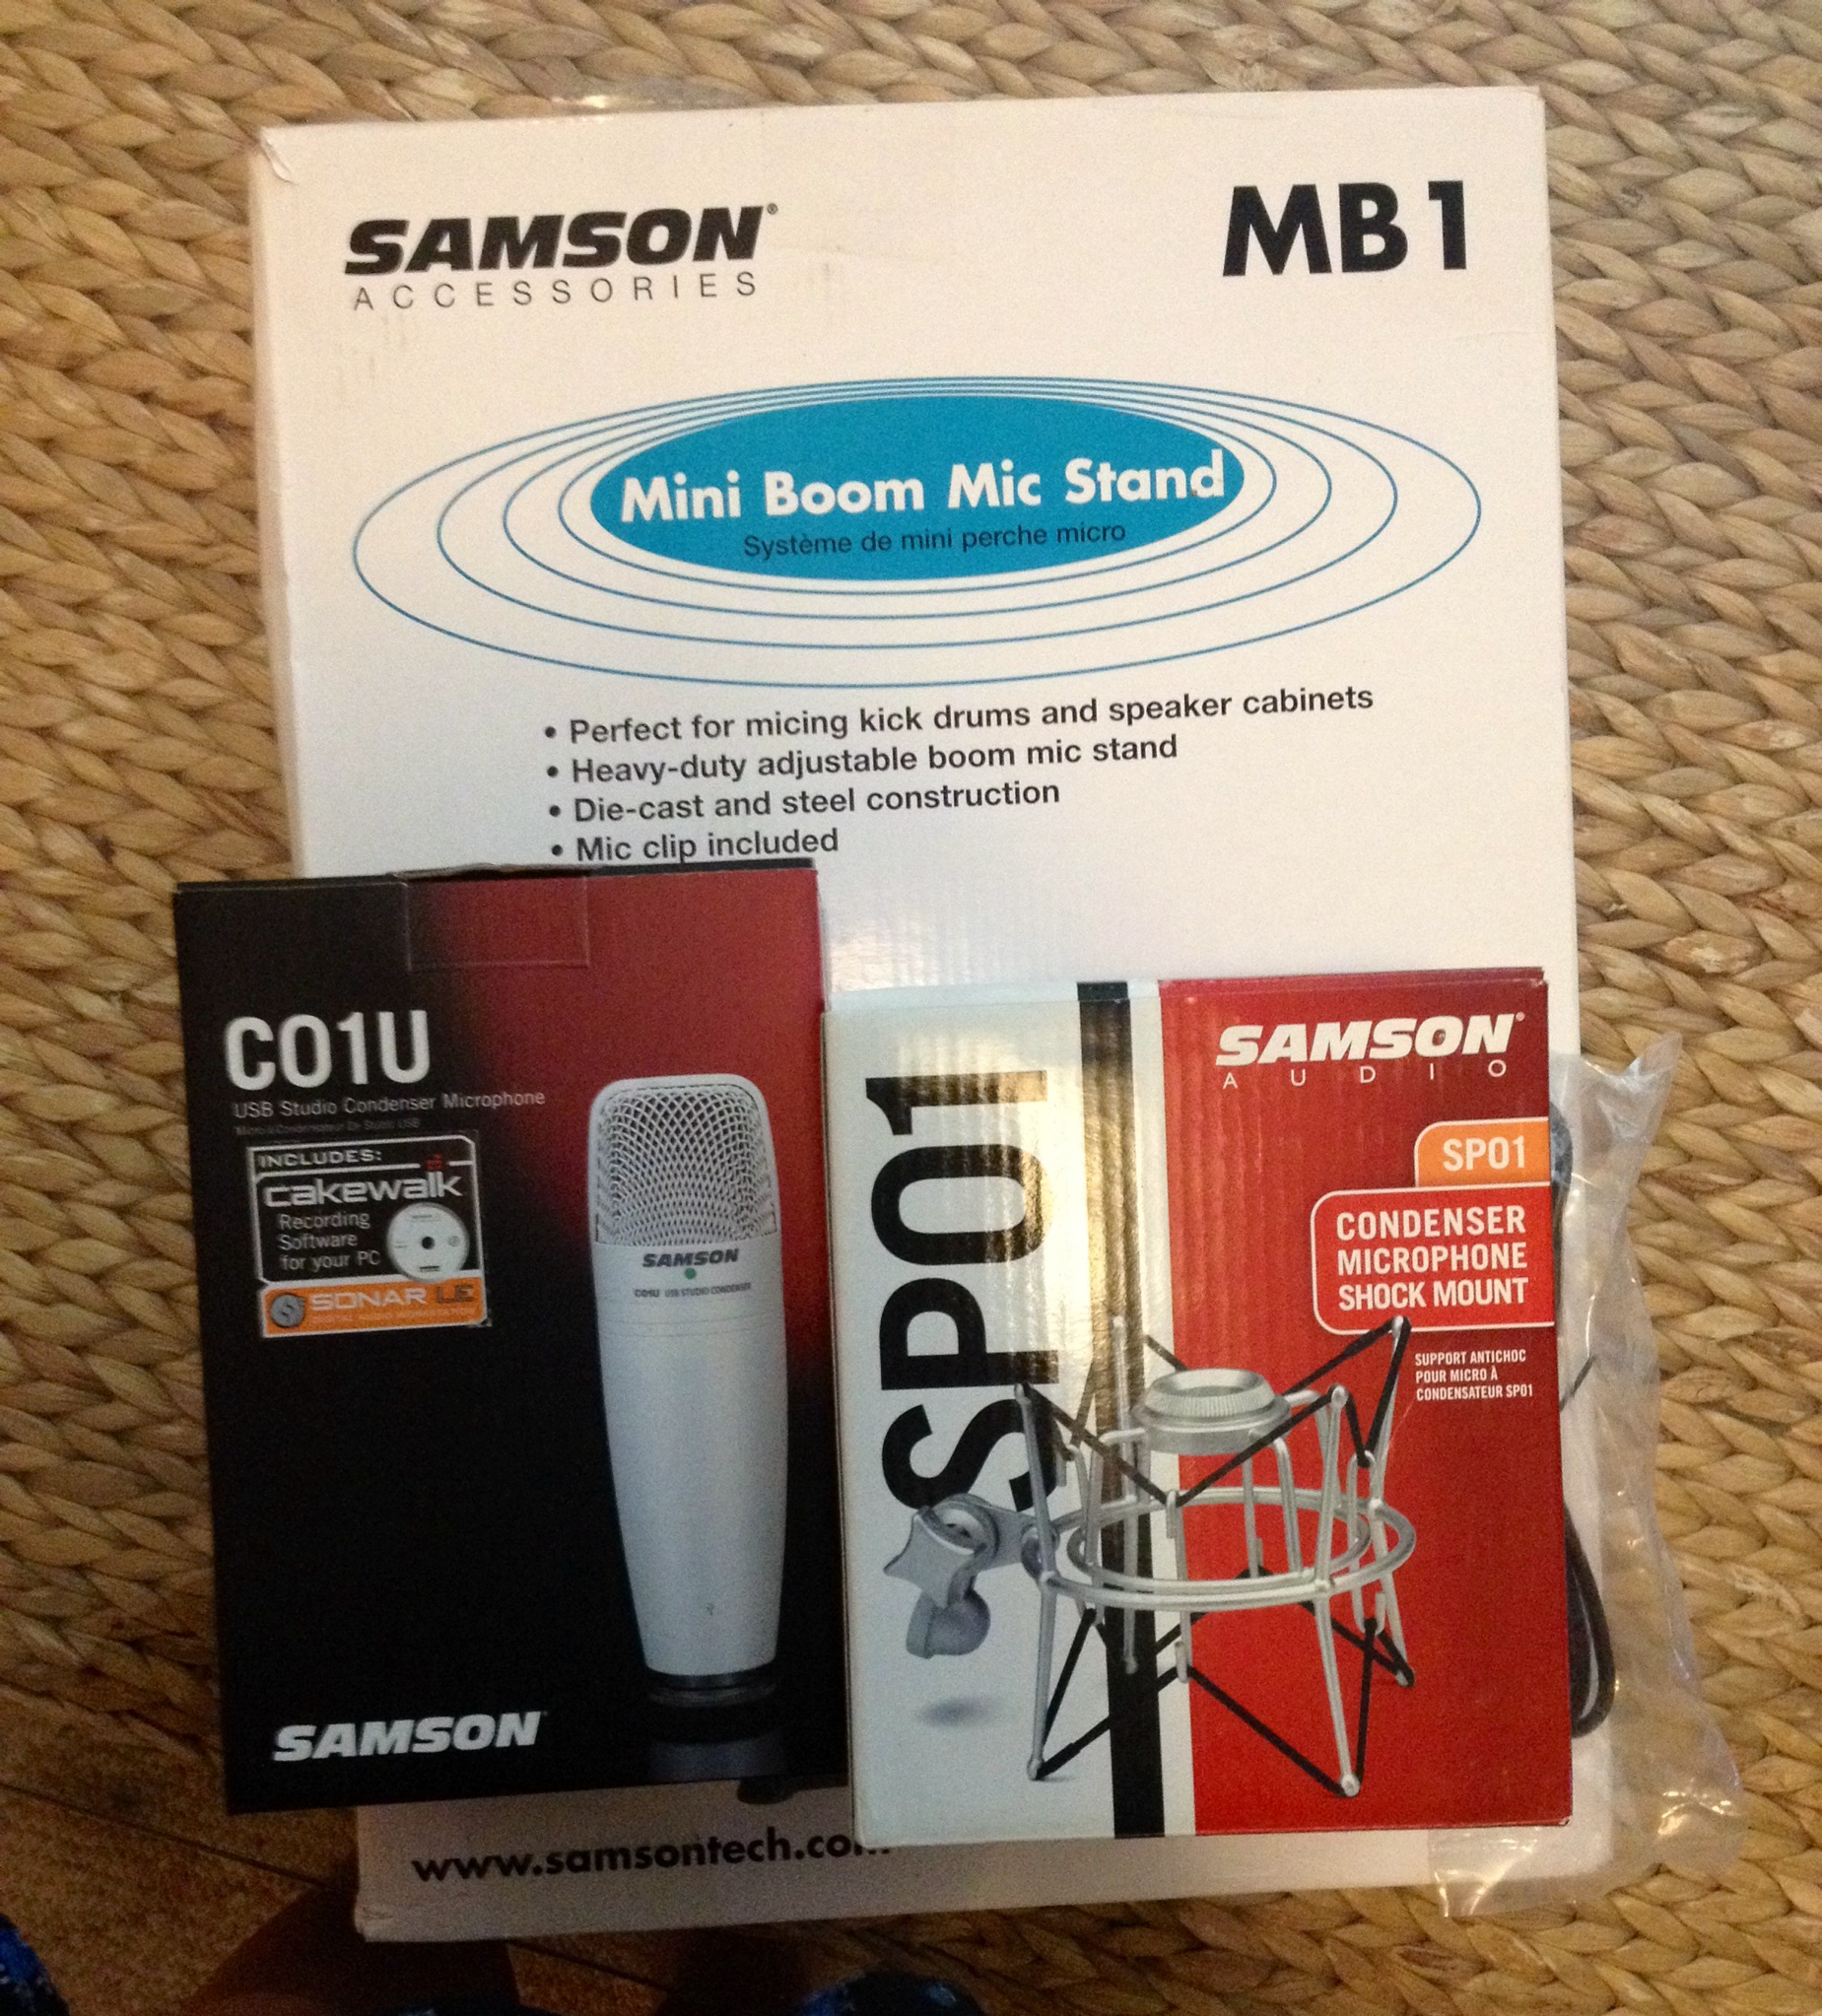 SAMSON®
ACCESSORIES
MB1
Mini Boom Mic Stand
Système de mini perche micro
• Perfect for micing kick drums and speaker cabinets
• Heavy-duty adjustable boom mic stand
• Die-cast and steel construction
• Mic clip included
C01U
USB Studio Condenser Microphone
INCLUDES:
cakewalk
Recording
Software
for your PC
SONAR LE
SAMSON
C01U USB STUDIO CONDENSER
SAMSON
SP01
SAMSON®
AUDIO
SP01
CONDENSER
MICROPHONE
SHOCK MOUNT
SUPPORT ANTICHOC
POUR MICRO À
CONDENSATEUR SP01
www.samsontech.co